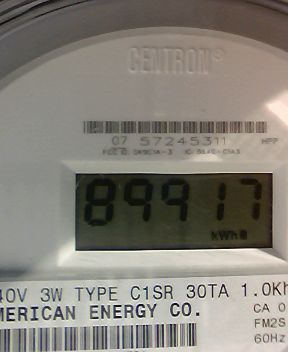 CENTRON®
07 57245311 HPP
89917
kWh
40V 3W TYPE C1SR 30TA 1.0Kh
MERICAN ENERGY CO. CA 0
FM2S
60Hz